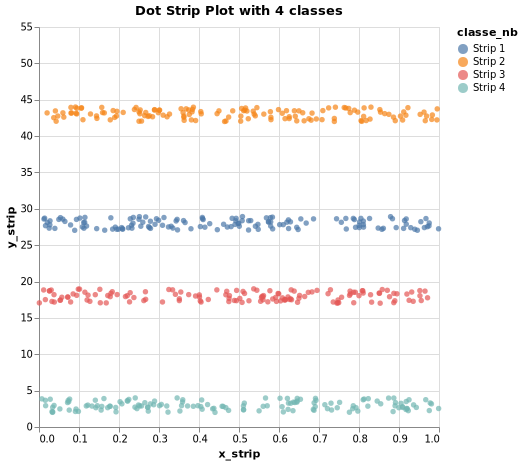 Dot Strip Plot with 4 classes
classe_nb
Strip 1
Strip 2
Strip 3
Strip 4
y_strip
55
50
45
40
35
30
25
20
15
10
5
0
0.0 0.1 0.2 0.3 0.4 0.5 0.6 0.7 0.8 0.9 1.0
x_strip